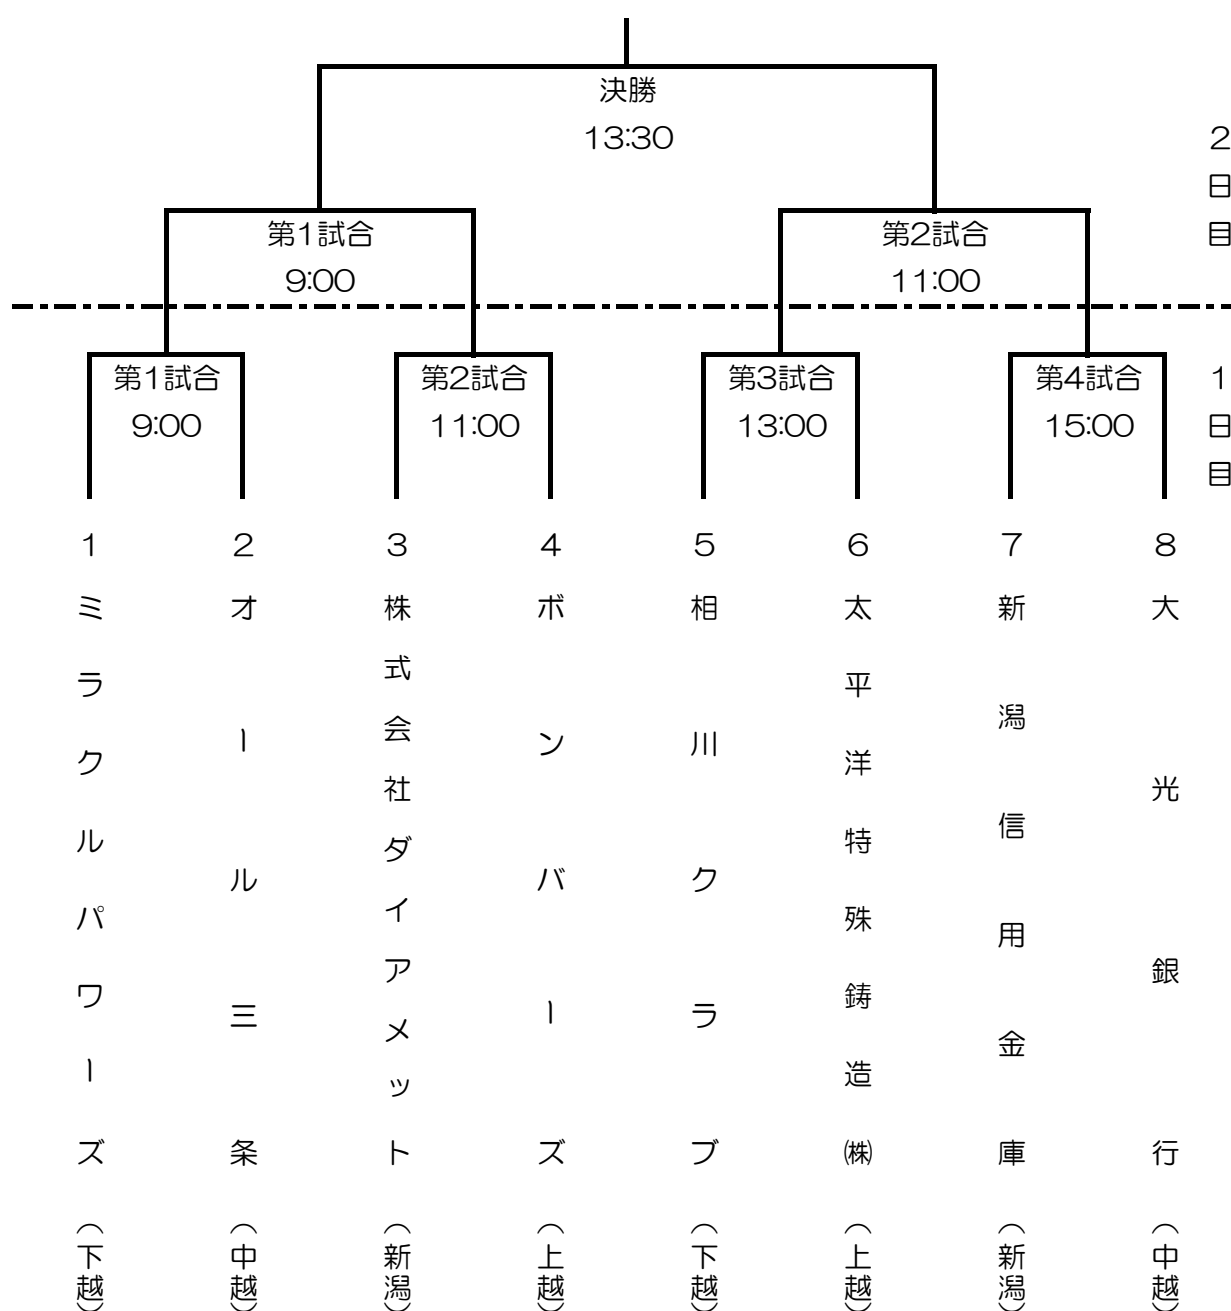 決勝
13:30
2日目
第1試合
9:00
第2試合
11:00
第1試合
9:00
第2試合
11:00
第3試合
13:00
第4試合
15:00
1日目
1
ミラクルパワーズ
（下越）
2
オール三条
（中越）
3
株式会社ダイアメット
（新潟）
4
ボンバーズ
（上越）
5
相川クラブ
（下越）
6
太平洋特殊鋳造㈱
（上越）
7
新潟信用金庫
（新潟）
8
大光銀行
（中越）